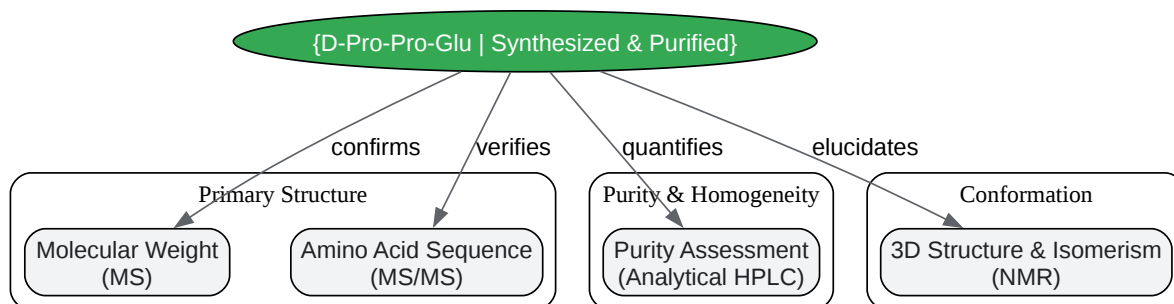 {D-Pro-Pro-Glu | Synthesized & Purified}
confirms
verifies
quantifies
elucidates
Primary Structure
Purity & Homogeneity
Conformation
Molecular Weight
(MS)
Amino Acid Sequence
(MS/MS)
Purity Assessment
(Analytical HPLC)
3D Structure & Isomerism
(NMR)